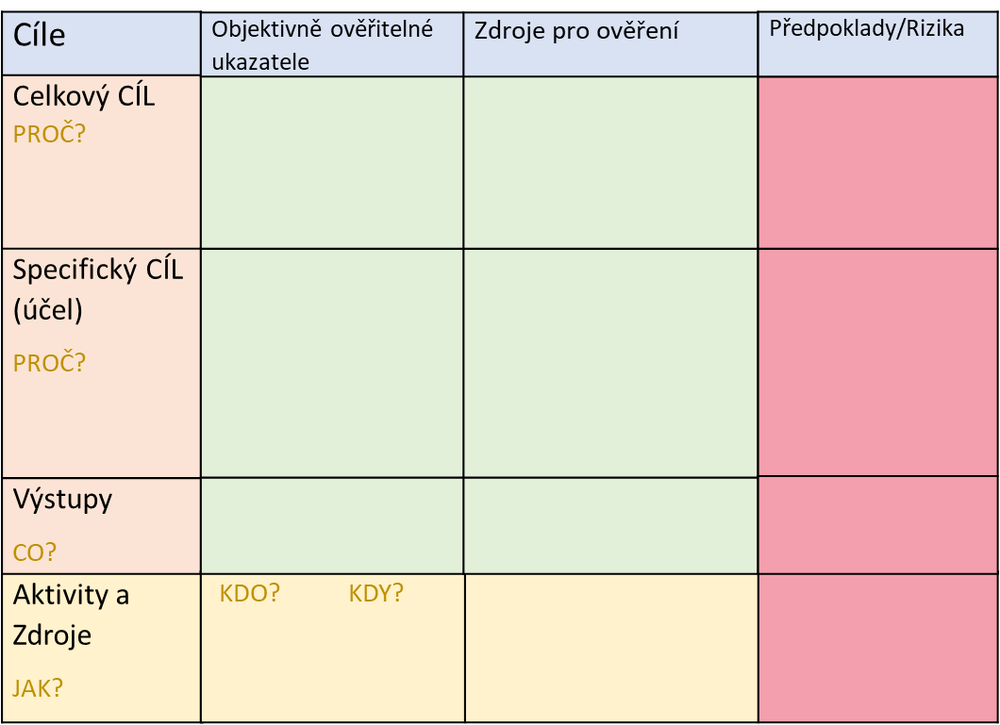 Cíle
Objektivně ověřitelné
ukazatele
Zdroje pro ověření
Předpoklady/Rizika
Celkový CÍL
PROČ?
Specifický CÍL
(účel)
PROČ?
Výstupy
CO?
Aktivity a
Zdroje
JAK?
KDO? KDY?